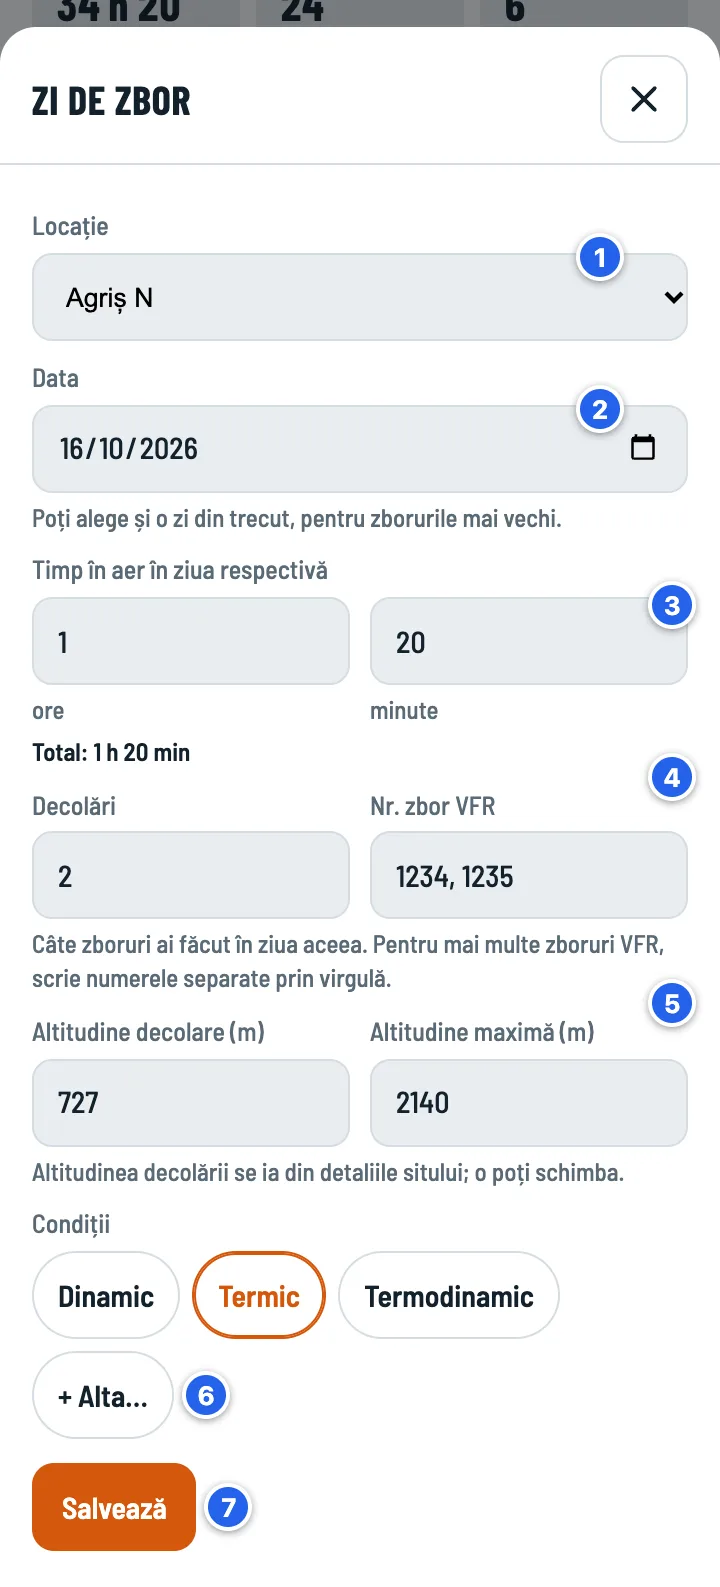 34 h 20 24 6
ZI DE ZBOR
Locație
1
Agriș N
Data
2
16/10/2026
Poți alege și o zi din trecut, pentru zborurile mai vechi.
Timp în aer în ziua respectivă
3
1 20
ore minute
Total: 1 h 20 min
4
Decolări Nr. zbor VFR
2 1234, 1235
Câte zboruri ai făcut în ziua aceea. Pentru mai multe zboruri VFR,
scrie numerele separate prin virgulă.
5
Altitudine decolare (m) Altitudine maximă (m)
727 2140
Altitudinea decolării se ia din detaliile sitului; o poți schimba.
Condiții
Dinamic Termic Termodinamic
+ Alta... 6
Salvează 7